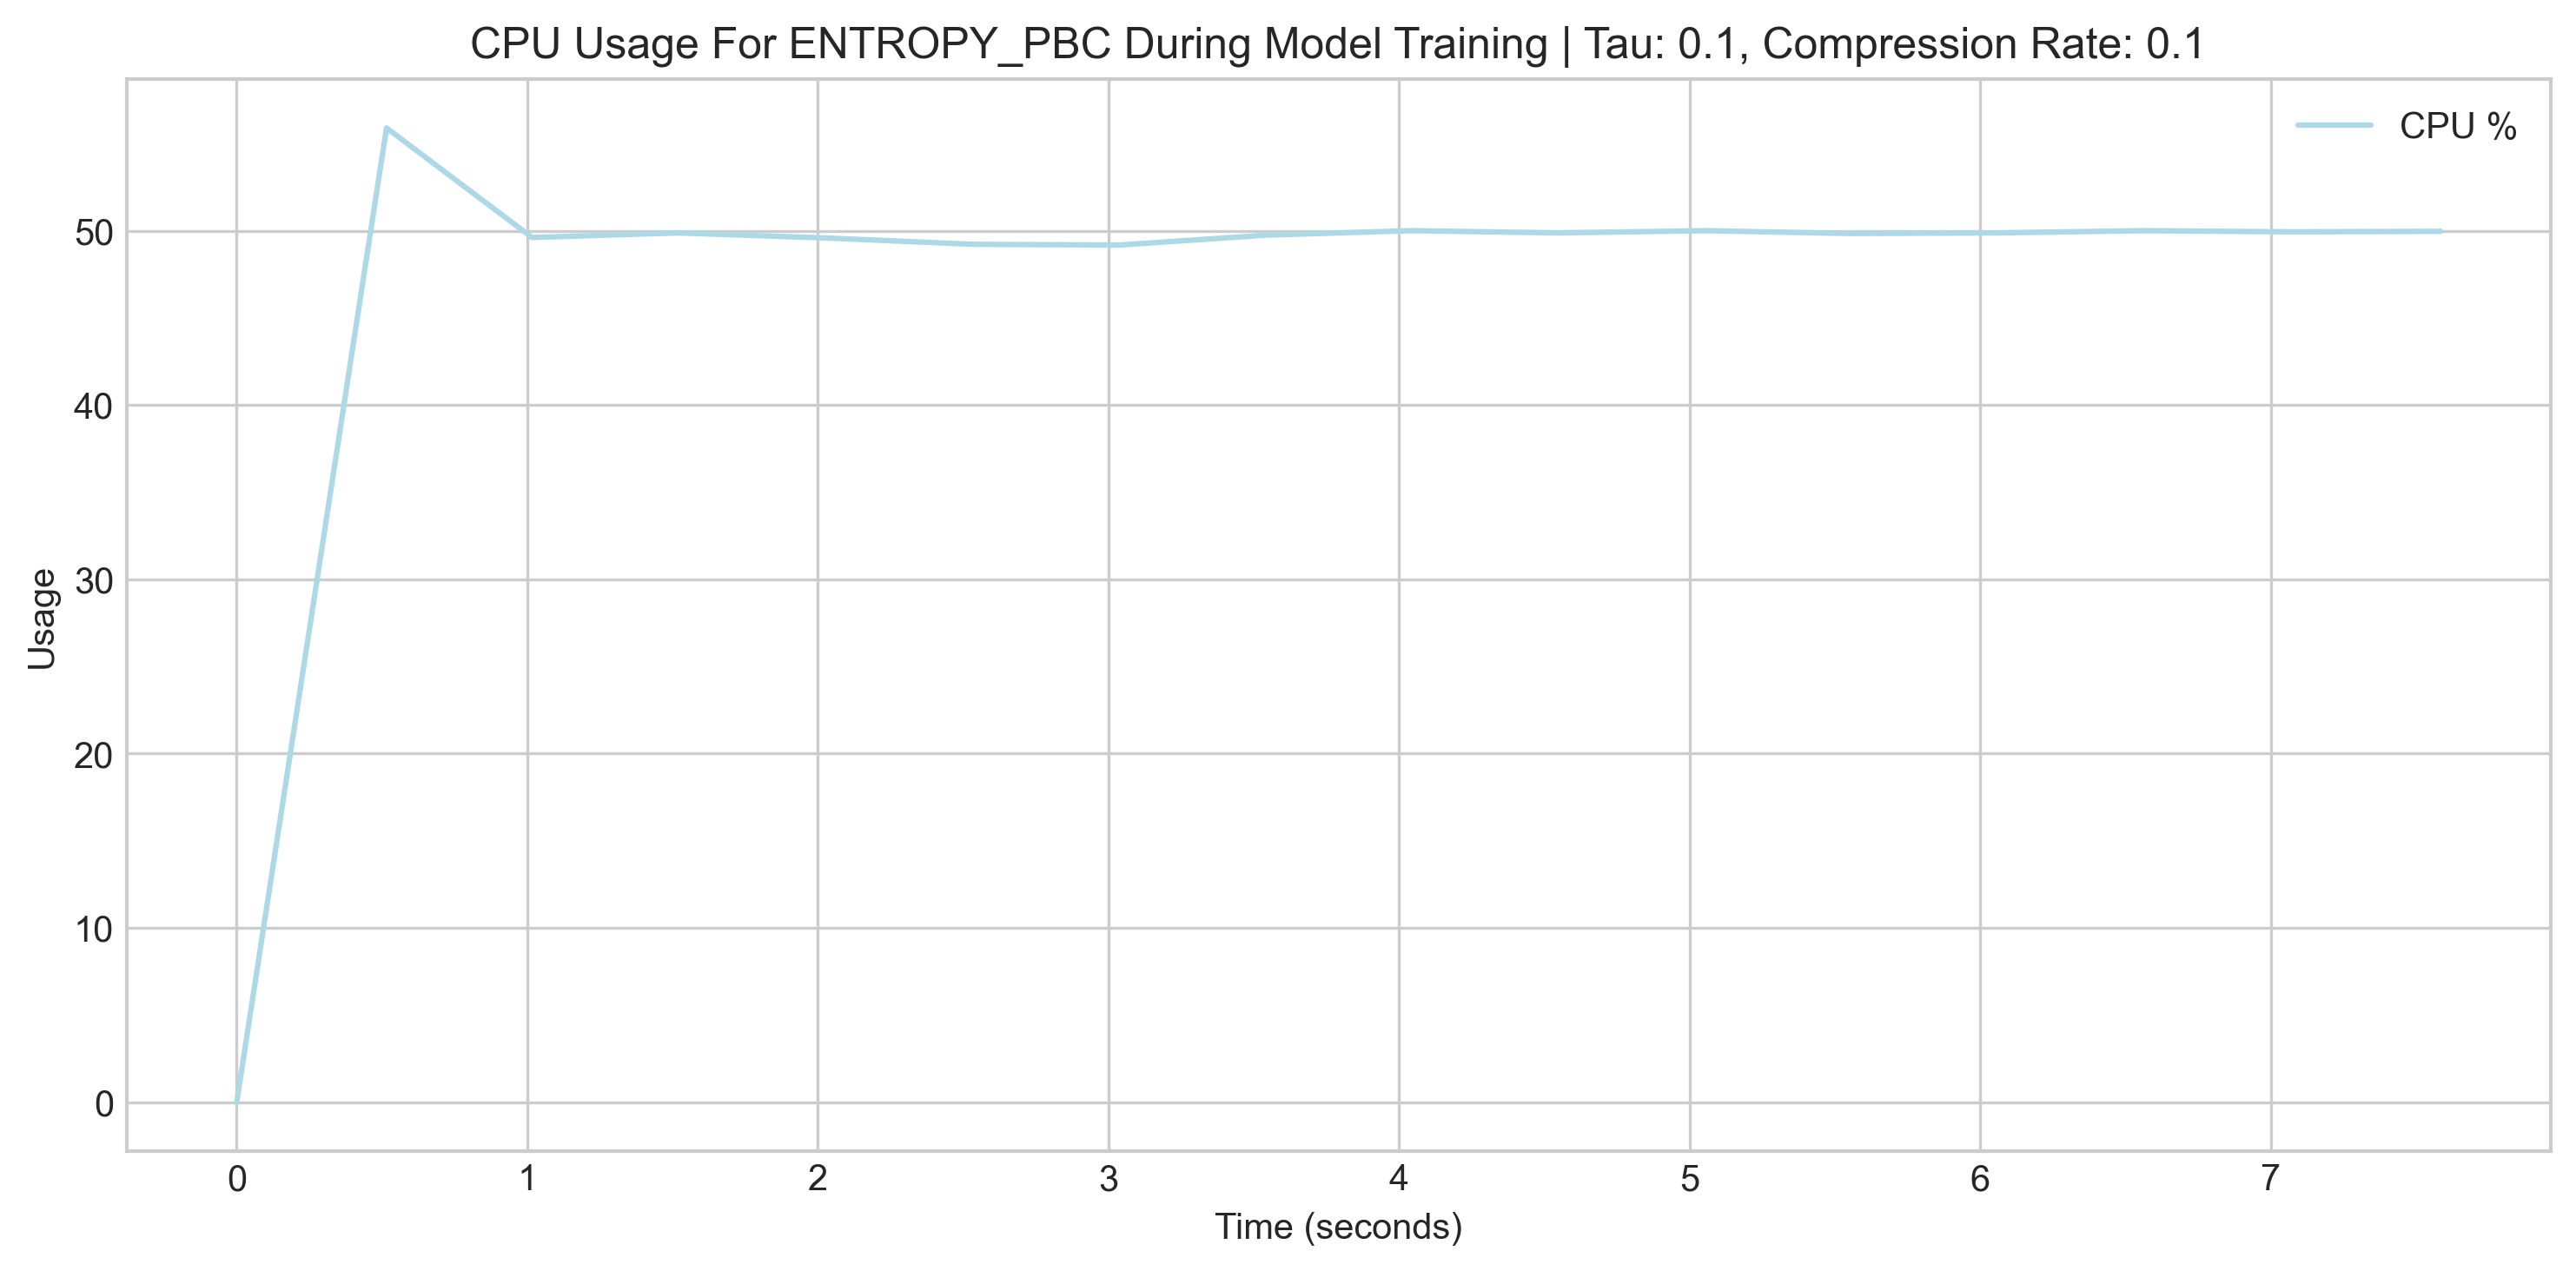 CPU Usage For ENTROPY_PBC During Model Training | Tau: 0.1, Compression Rate: 0.1
CPU %
Usage
50
40
30
20
10
0
0 1 2 3 4 5 6 7
Time (seconds)